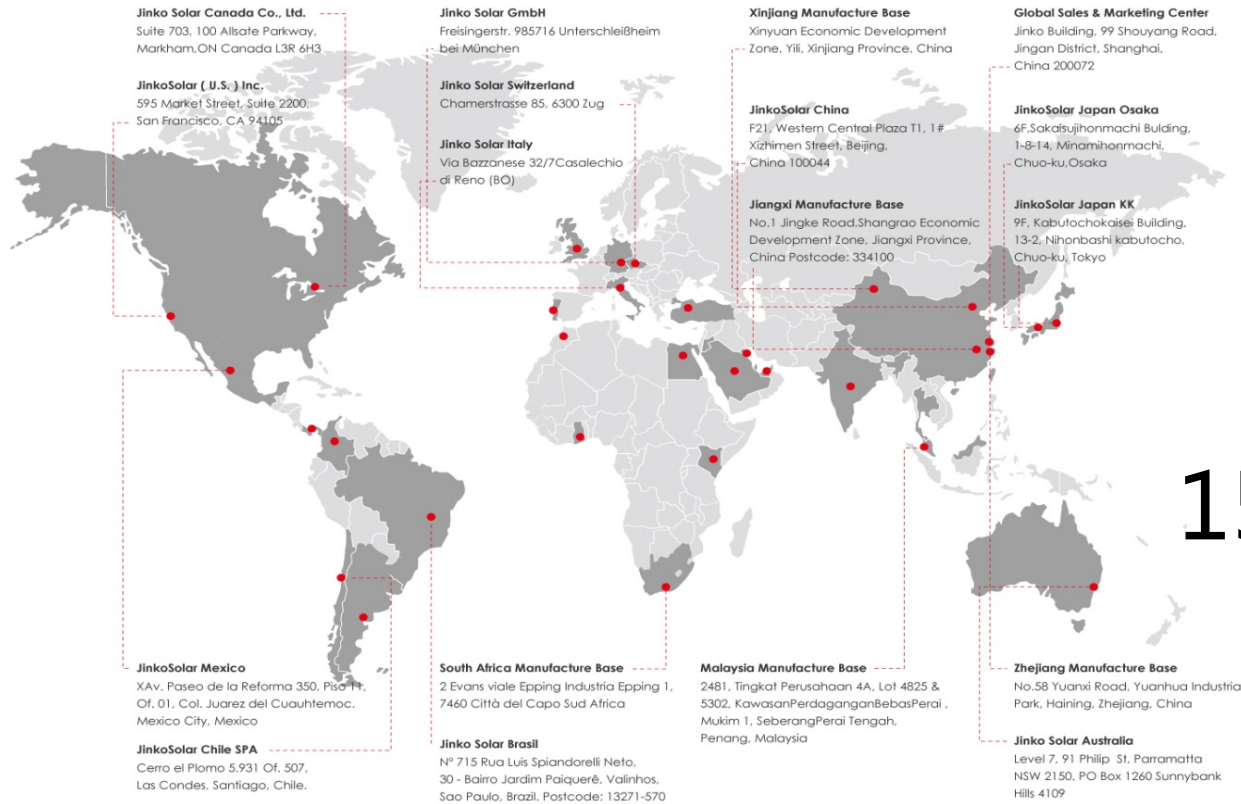 Jinko Solar Canada Co., Ltd.
Suite 703, 100 Allsate Parkway,
Markham,ON Canada L3R 6H3
JinkoSolar ( U.S. ) Inc.
595 Market Street, Suite 2200,
San Francisco, CA 94105
Jinko Solar GmbH
Freisingerstr. 985716 Unterschleißheim
bei München
Jinko Solar Switzerland
Chamerstrasse 85, 6300 Zug
Jinko Solar Italy
Via Bazzanese 32/7Casalechio
di Reno (BO)
Xinjiang Manufacture Base
Xinyuan Economic Development
Zone, Yili, Xinjiang Province, China
JinkoSolar China
F21, Western Central Plaza T1, 1#
Xizhimen Street, Beijing,
China 100044
Jiangxi Manufacture Base
No.1 Jingke Road,Shangrao Economic
Development Zone, Jiangxi Province,
China Postcode: 334100
Global Sales & Marketing Center
Jinko Building, 99 Shouyang Road,
Jingan District, Shanghai,
China 200072
JinkoSolar Japan Osaka
6F,Sakaisujihonmachi Bulding,
1-8-14, Minamihonmachi,
Chuo-ku,Osaka
JinkoSolar Japan KK
9F, Kabutochokaisei Building,
13-2, Nihonbashi kabutocho,
Chuo-ku, Tokyo
15
JinkoSolar Mexico
XAv. Paseo de la Reforma 350, Piso 11,
Of. 01, Col. Juarez del Cuauhtemoc.
Mexico City, Mexico
JinkoSolar Chile SPA
Cerro el Plomo 5.931 Of. 507,
Las Condes, Santiago, Chile.
South Africa Manufacture Base
2 Evans viale Epping Industria Epping 1,
7460 Città del Capo Sud Africa
Jinko Solar Brasil
Nº 715 Rua Luis Spiandorelli Neto,
30 - Bairro Jardim Paiquerê, Valinhos,
Sao Paulo, Brazil. Postcode: 13271-570
Malaysia Manufacture Base
2481, Tingkat Perusahaan 4A, Lot 4825 &
5302, KawasanPerdaganganBebasPerai ,
Mukim 1, SeberangPerai Tengah,
Penang, Malaysia
Zhejiang Manufacture Base
No.58 Yuanxi Road, Yuanhua Industria
Park, Haining, Zhejiang, China
Jinko Solar Australia
Level 7, 91 Philip St, Parramatta
NSW 2150. PO Box 1260 Sunnybank
Hills 4109